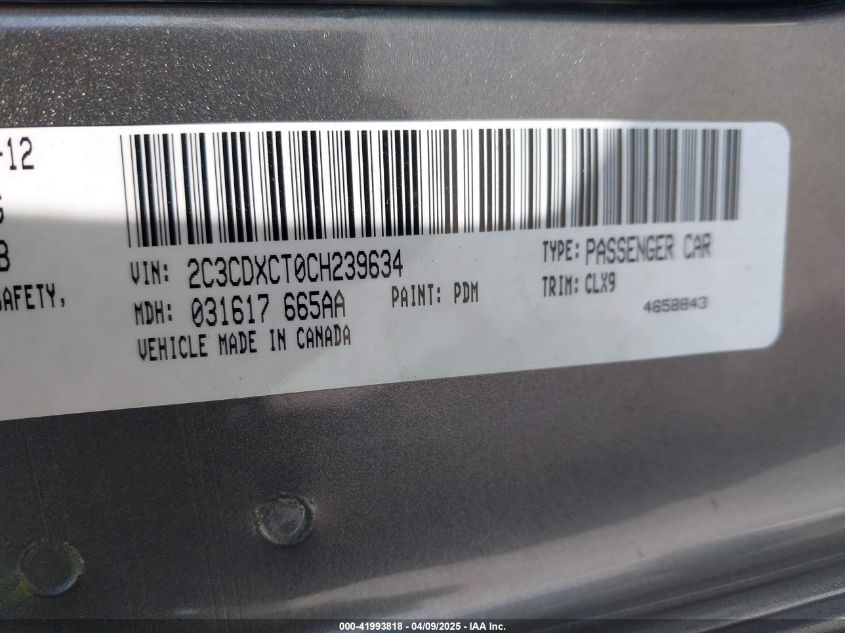 -12
VIN: 2C3CDXCT0CH239634
TYPE: PASSENGER CAR
SAFETY,
MDH: 031617 665AA
PAINT: PDM
TRIM: CLX9
4658843
VEHICLE MADE IN CANADA
000-41993818 - 04/09/2025 - IAA Inc.